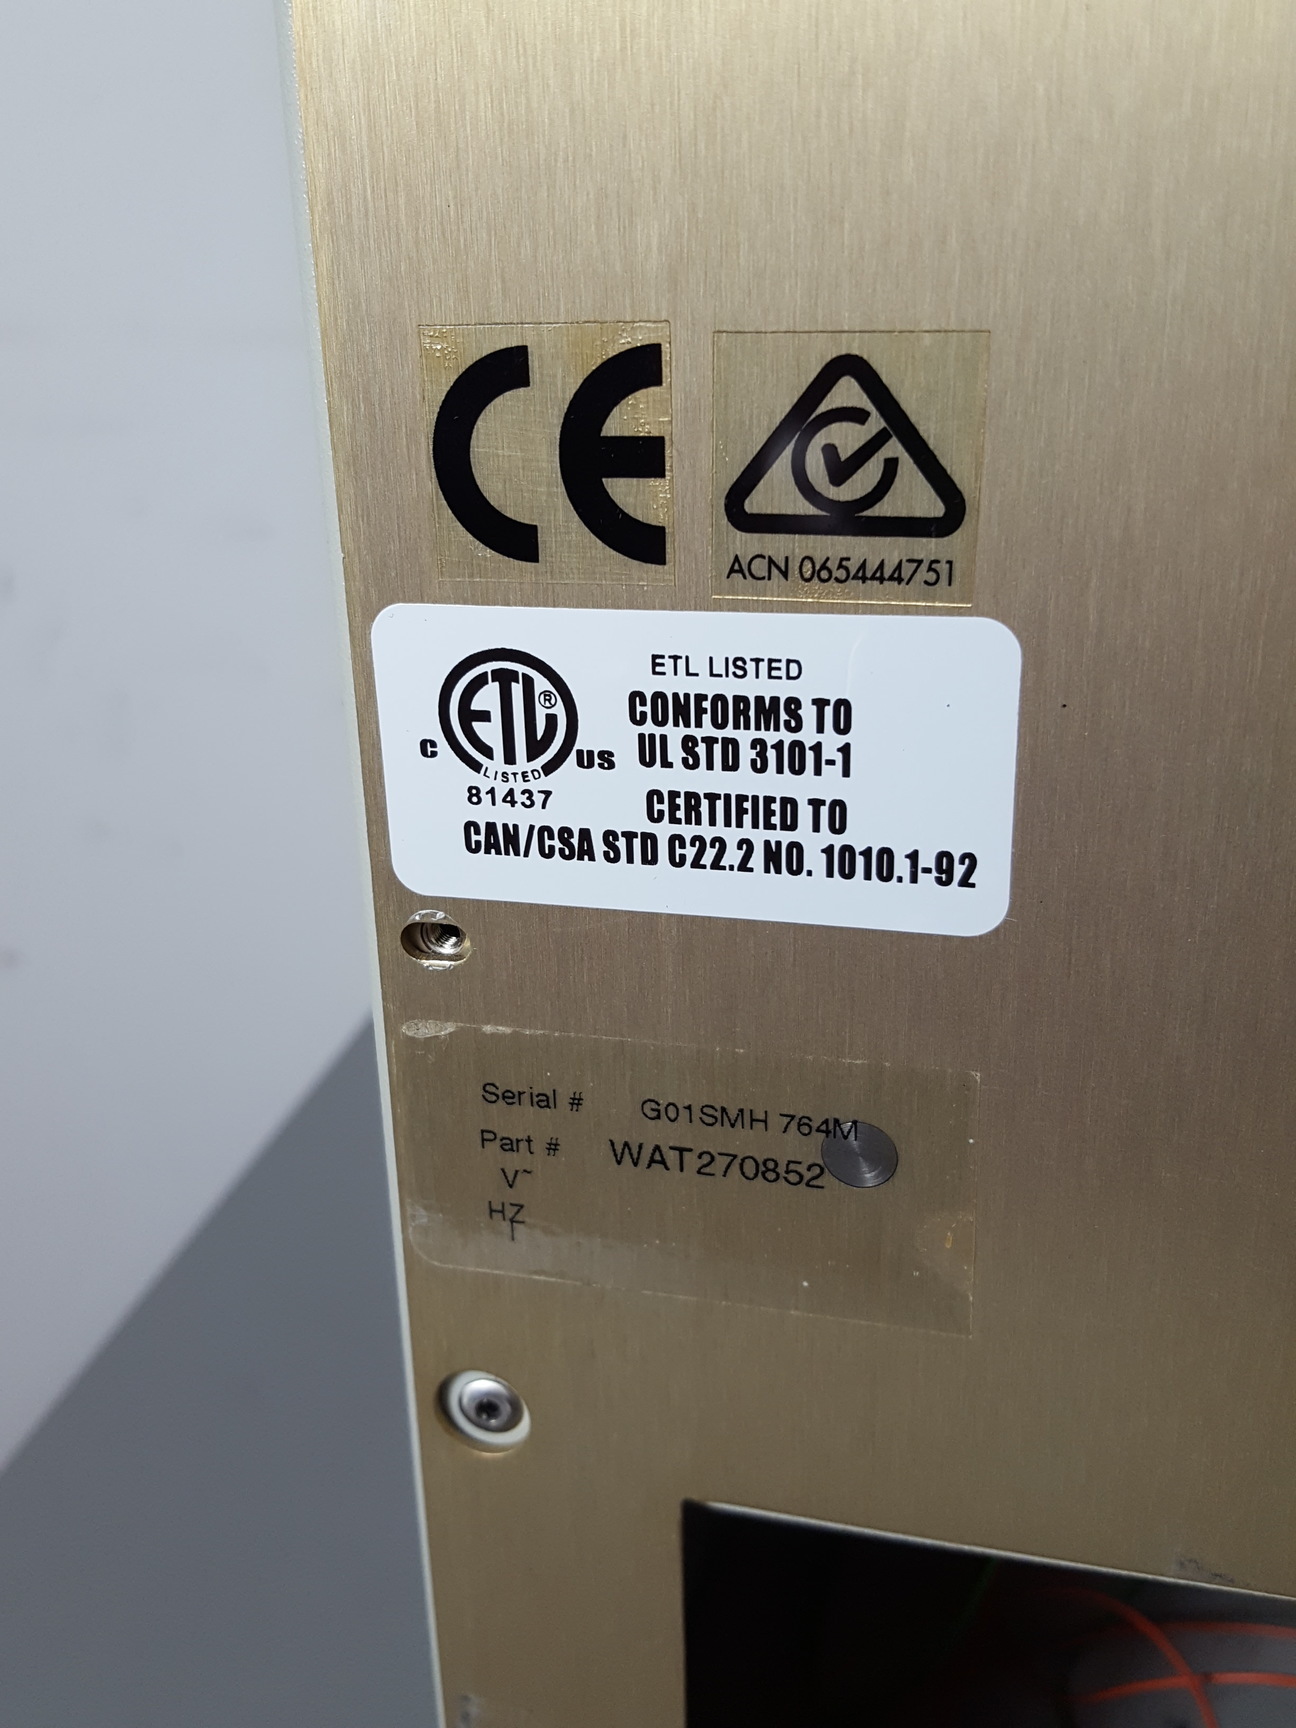 CE
ACN 065444751
ETL LISTED
CONFORMS TO
UL STD 3101-1
ETL®
LISTED
C US
81437
CERTIFIED TO
CAN/CSA STD C22.2 NO. 1010.1-92
Serial # G01SMH 764M
Part # WAT270852
V~
HZ
I